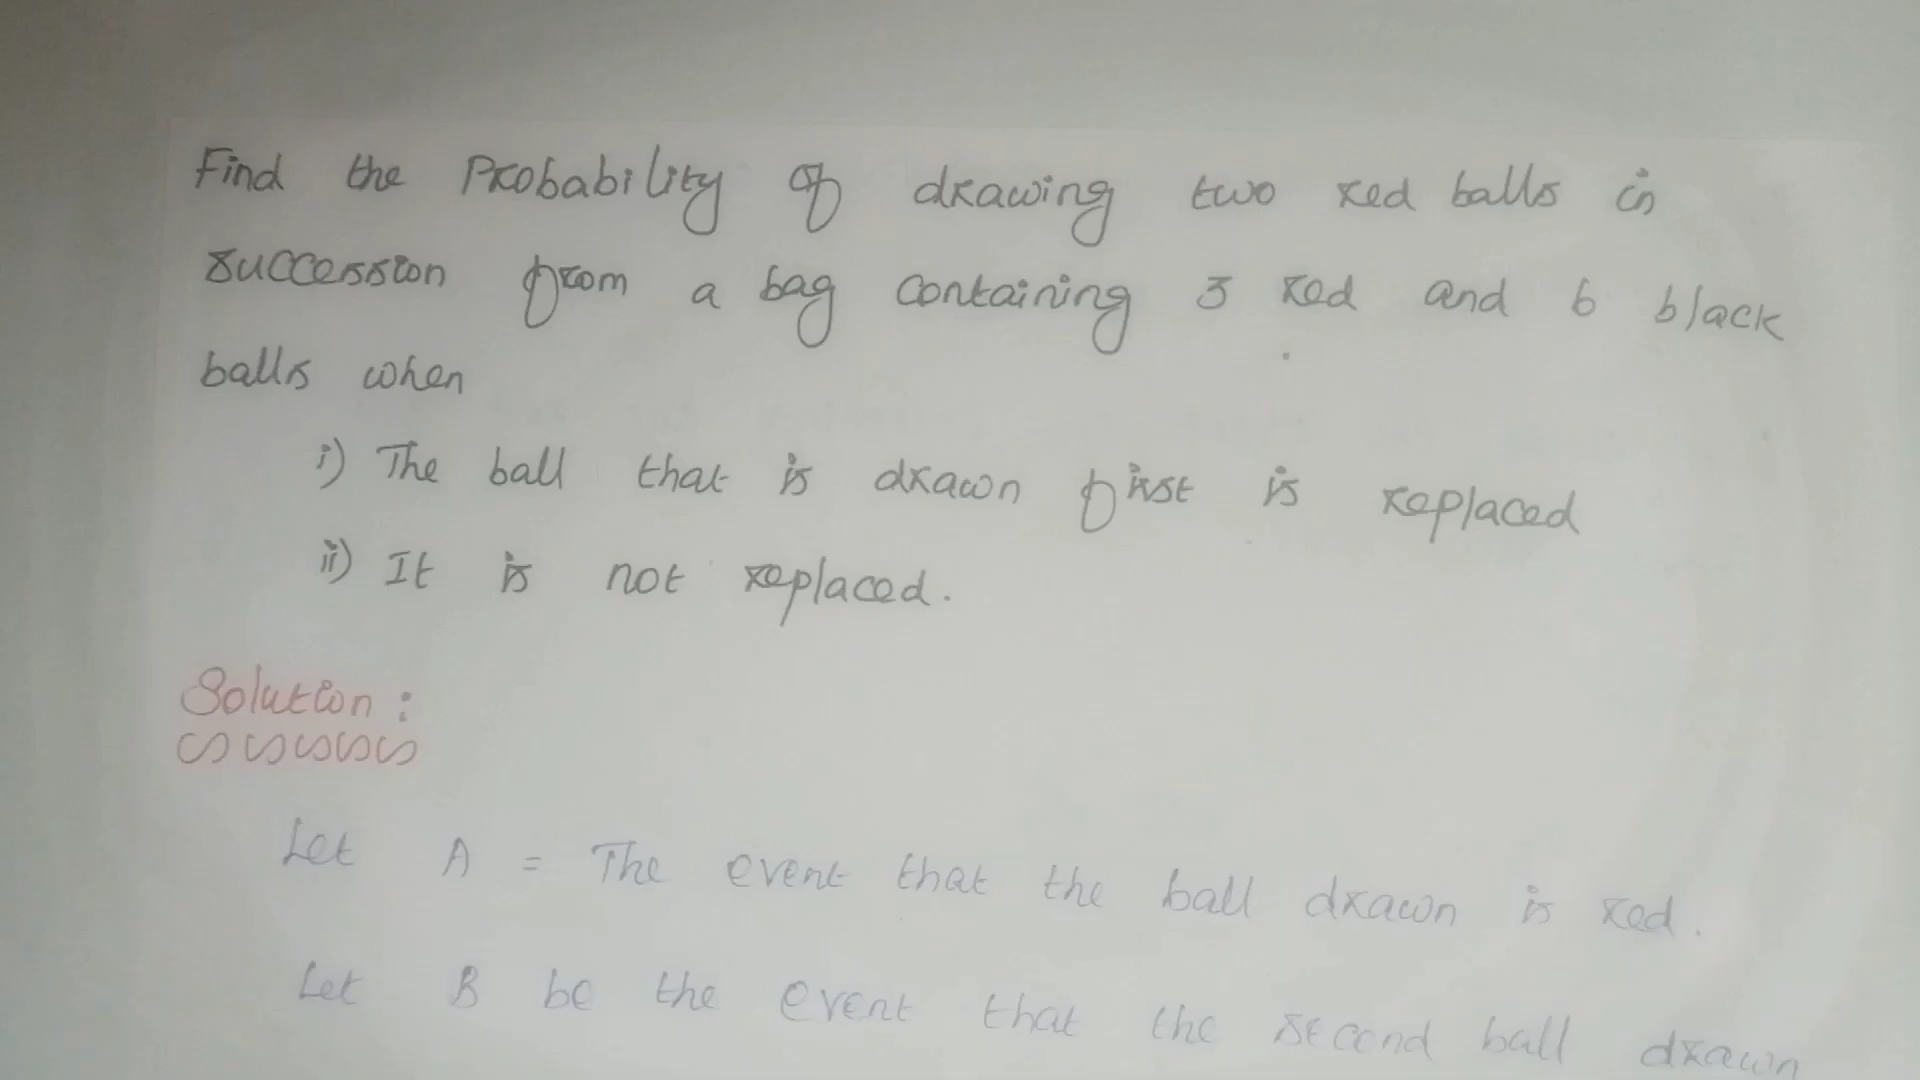 Find the Probability of drawing two red balls in
succession from a bag containing 3 red and 6 black
balls when
i) The ball that is drawn first is replaced
ii) It is not replaced.
Solution :
Let A = The event that the ball drawn is red.
Let B be the event that the second ball drawn